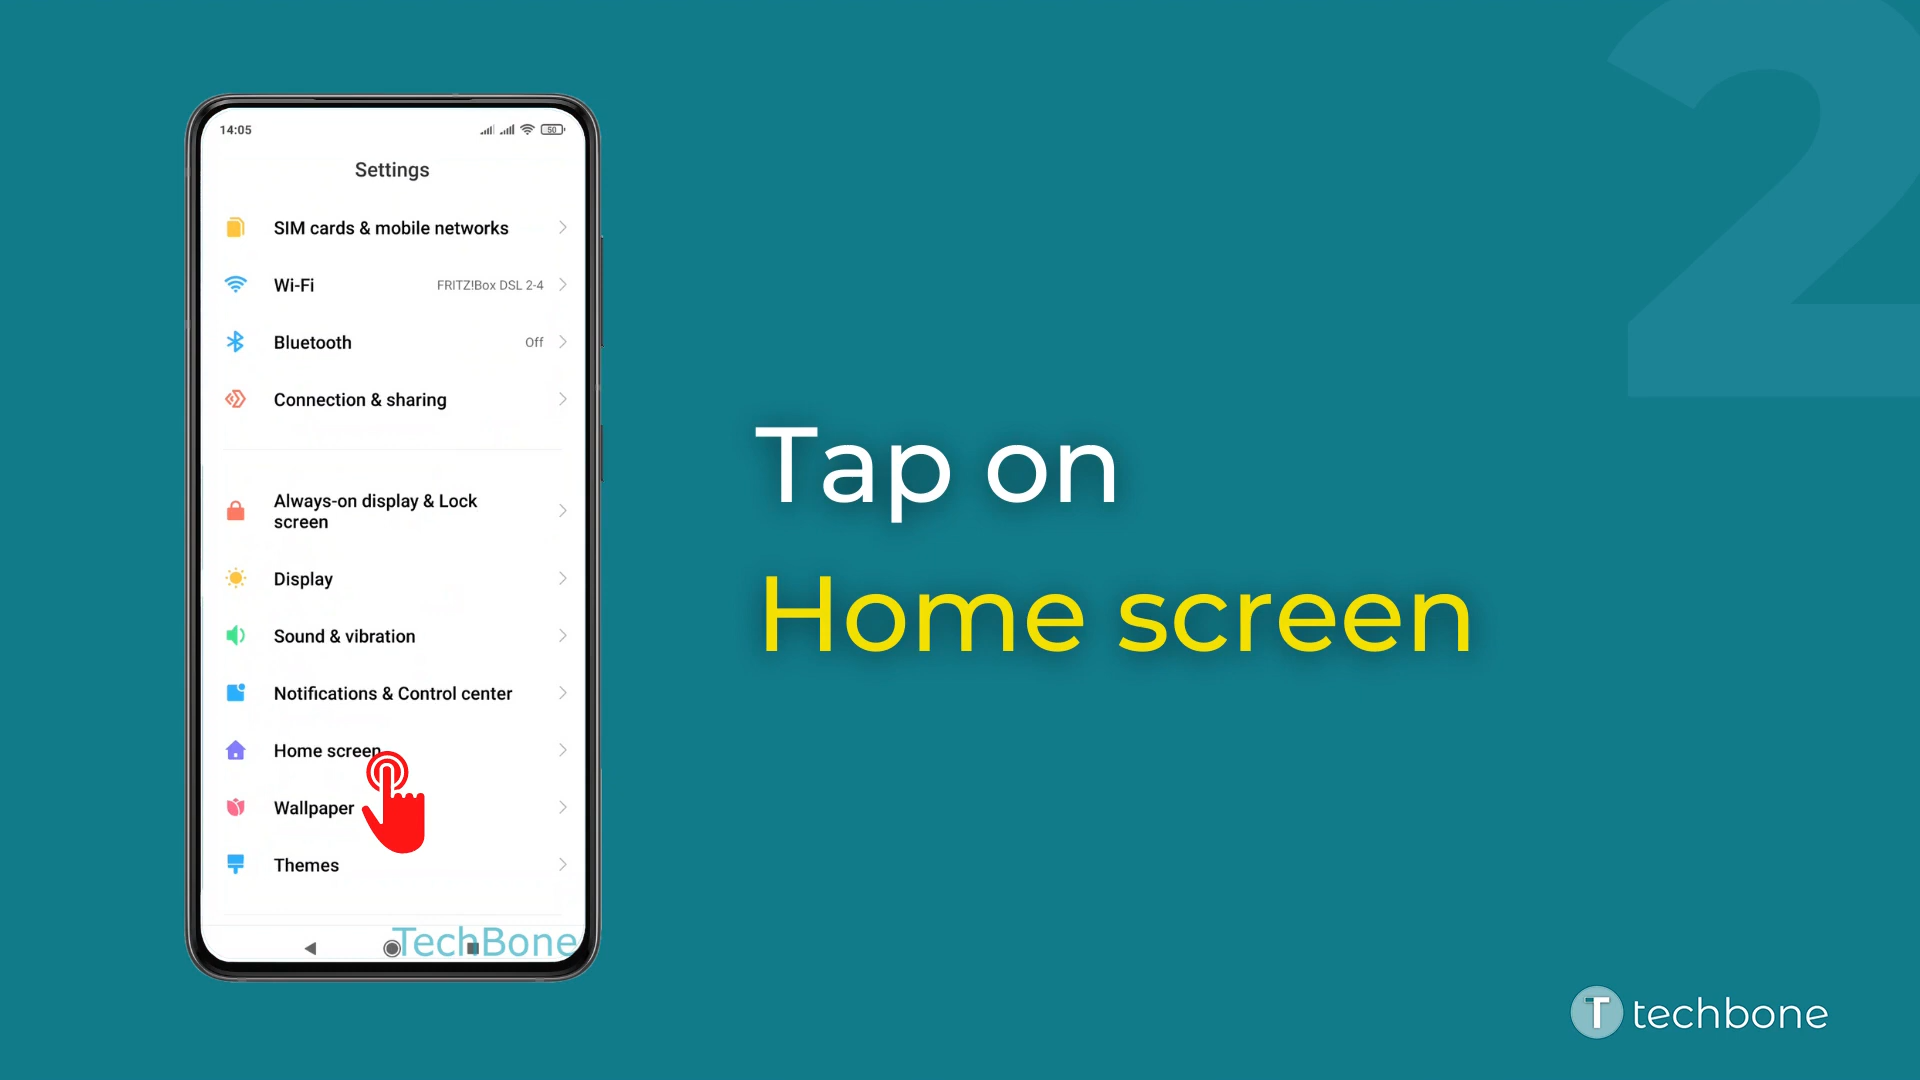 2
14:05
50
Settings
SIM cards & mobile networks
Wi-Fi FRITZ!Box DSL 2-4
Bluetooth Off
Connection & sharing
Always-on display & Lock
screen
Display
Sound & vibration
Notifications & Control center
Home screen
Wallpaper
Themes
TechBone
Tap on
Home screen
T techbone